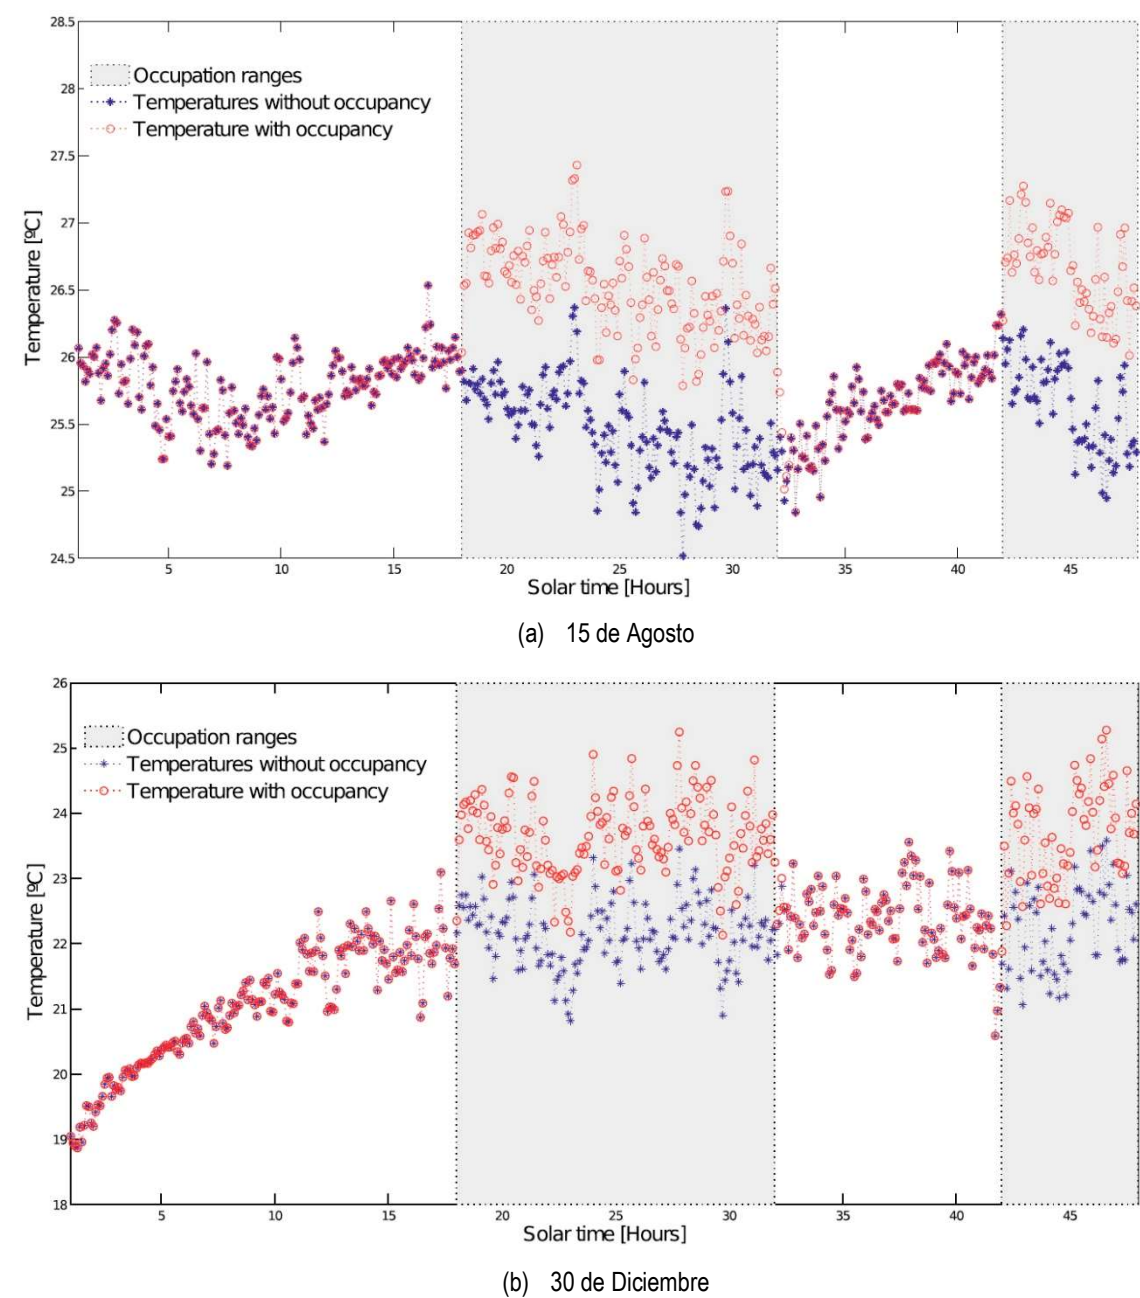 28.5
28
27.5
27
26.5
26
25.5
25
24.5
Temperature [ºC]
Occupation ranges
Temperatures without occupancy
Temperature with occupancy
5 10 15 20 25 30 35 40 45
Solar time [Hours]
(a) 15 de Agosto
26
25
24
23
22
21
20
19
18
Temperature [ºC]
Occupation ranges
Temperatures without occupancy
Temperature with occupancy
5 10 15 20 25 30 35 40 45
Solar time [Hours]
(b) 30 de Diciembre